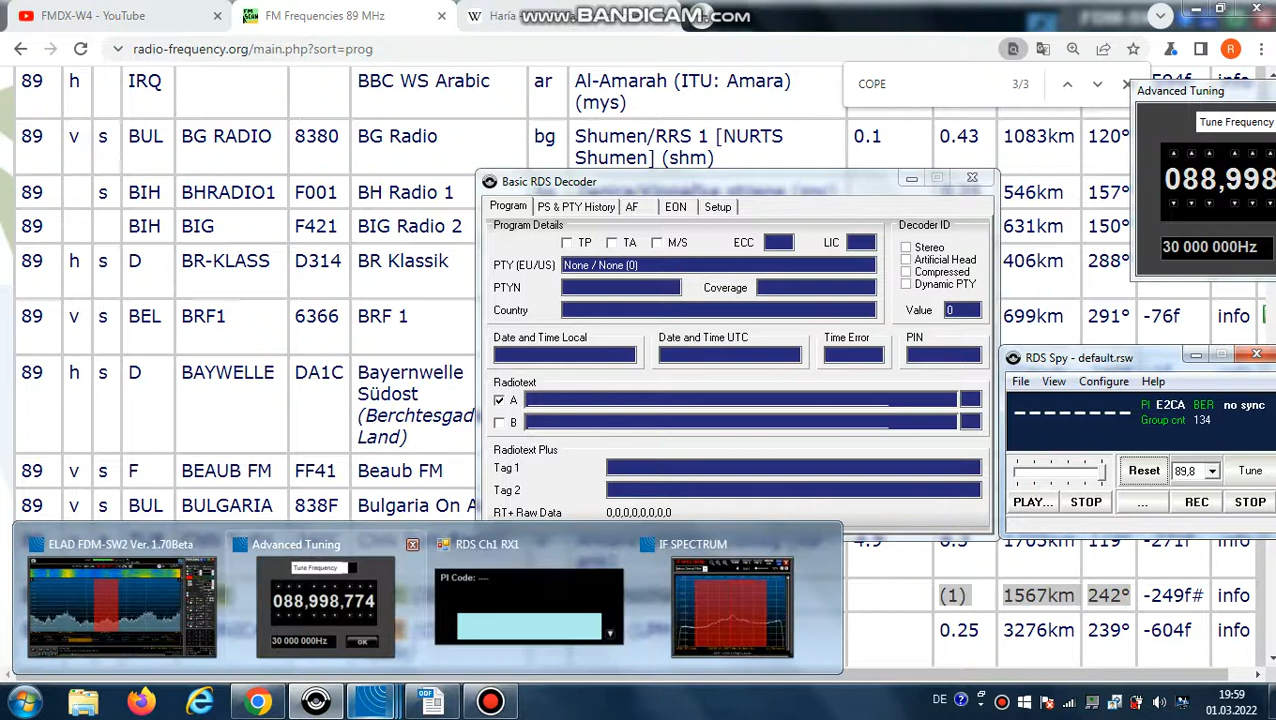 FMDX-W4 - YouTube
FM Frequencies 89 MHz
Haría
www.BANDICAM.com
radio-frequency.org/main.php?sort=prog
R
COPE 3/3
89 h IRQ BBC WS Arabic ar Al-Amarah (ITU: Amara)
(mys)
89 v s BUL BG RADIO 8380 BG Radio bg Shumen/RRS 1 [NURTS 0.1 0.43 1083km 120°
Shumen] (shm)
89 s BIH BHRADIO1 F001 BH Radio 1 546km 157°
BIH BIG F421 BIG Radio 2 631km 150°
89 h s D BR-KLASS D314 BR Klassik 406km 288°
89 BEL BRF1 6366 BRF 1 699km 291° -76f info
89 h s D BAYWELLE DA1C Bayernwelle
Südost
(Berchtesgad
Land)
89 v s F BEAUB FM FF41 Beaub FM
89 v s BUL BULGARIA 838F Bulgaria On A
(1) 1567km 242° -249f# info
0.25 3276km 239° -604f info
Advanced Tuning
Tune Frequency
088,998
30 000 000Hz
Basic RDS Decoder
Program PS & PTY History AF EON Setup
Program Details
TP TA M/S ECC LIC
PTY (EU/US) None / None (0)
PTYN Coverage
Country
Decoder ID
Stereo
Artificial Head
Compressed
Dynamic PTY
Value 0
Date and Time Local Date and Time UTC Time Error PIN
Radiotext
A
B
Radiotext Plus
Tag 1
Tag 2
RT+ Raw Data 0,0,0,0,0,0,0
RDS Spy - default.rsw
File View Configure Help
PI E2CA BER no sync
Group cnt 134
Reset 89,8 Tune
PLAY... STOP ... REC STOP
ELAD FDM-SW2 Ver. 1.70Beta
Advanced Tuning
RDS Ch1 RX1
IF SPECTRUM
Tune Frequency
088,998,774
30 000 000Hz OK
PI Code: ----
ODF
DE
19:59
01.03.2022